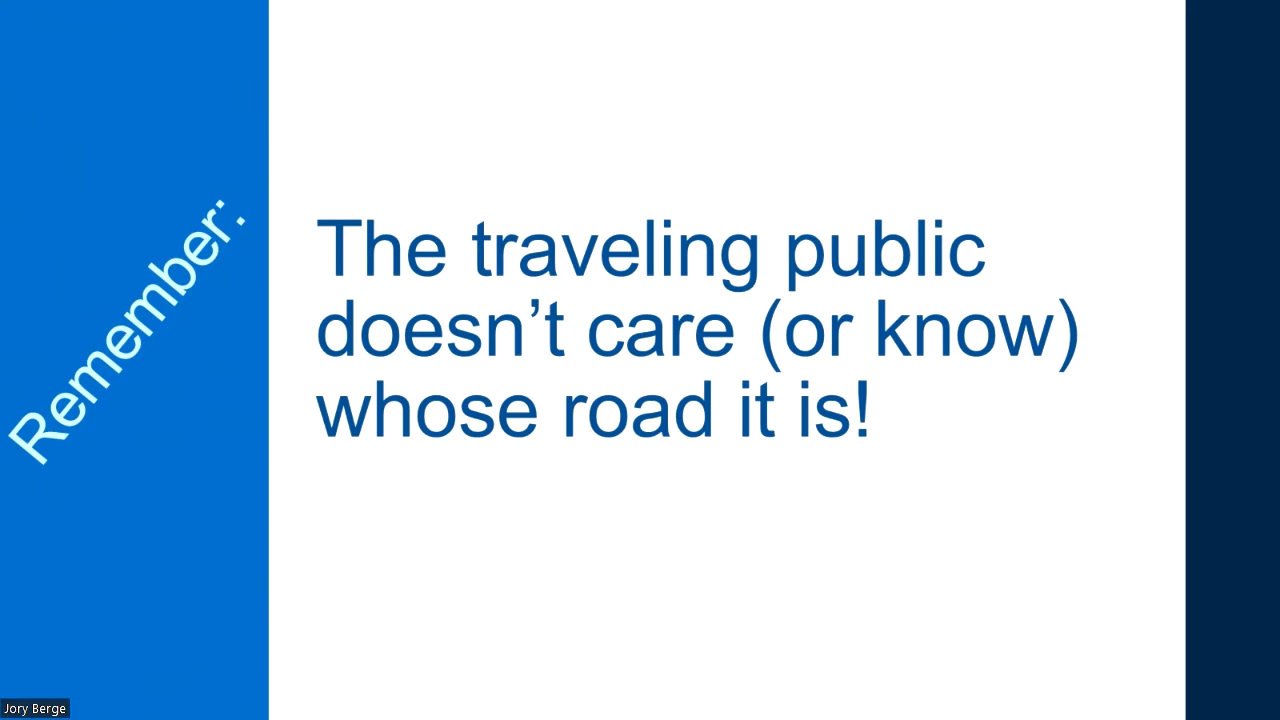 Remember:
The traveling public
doesn’t care (or know)
whose road it is!
Jory Berge